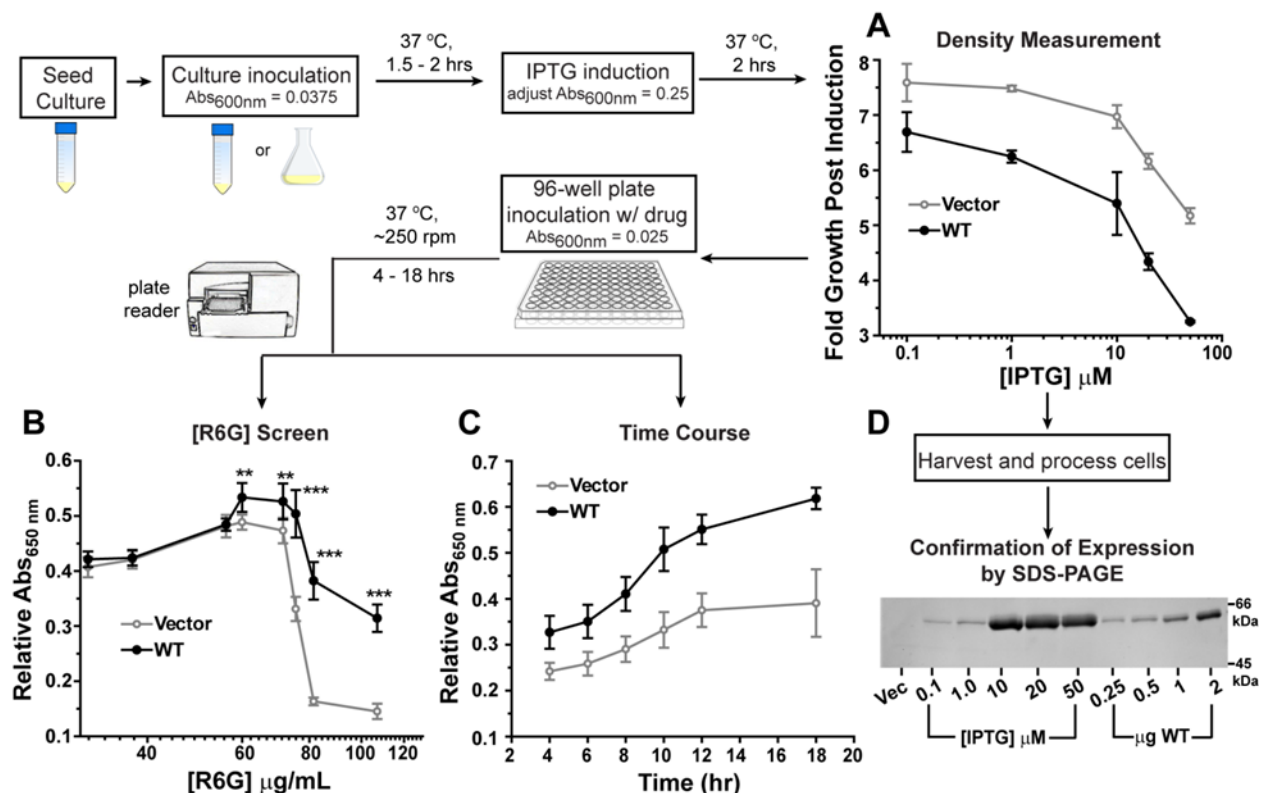 Seed
Culture
Culture inoculation
Abs600nm = 0.0375
or
37 °C,
1.5 - 2 hrs
IPTG induction
adjust Abs600nm = 0.25
37 °C,
2 hrs
96-well plate
inoculation w/ drug
Abs600nm = 0.025
37 °C,
~250 rpm
4 - 18 hrs
plate
reader
A
Density Measurement
Fold Growth Post Induction
8
7
6
5
4
3
Vector
WT
0.1
1
10
100
[IPTG] μM
B
[R6G] Screen
Relative Abs650 nm
0.6
0.5
0.4
0.3
0.2
0.1
**
**
***
***
***
Vector
WT
40
60
80
100
120
[R6G] μg/mL
C
Time Course
Relative Abs650 nm
0.7
0.6
0.5
0.4
0.3
0.2
0.1
Vector
WT
2
4
6
8
10
12
14
16
18
20
Time (hr)
D
Harvest and process cells
Confirmation of Expression
by SDS-PAGE
66
kDa
45
kDa
Vec
0.1
1.0
10
20
50
0.25
0.5
1
2
[IPTG] μM
μg WT